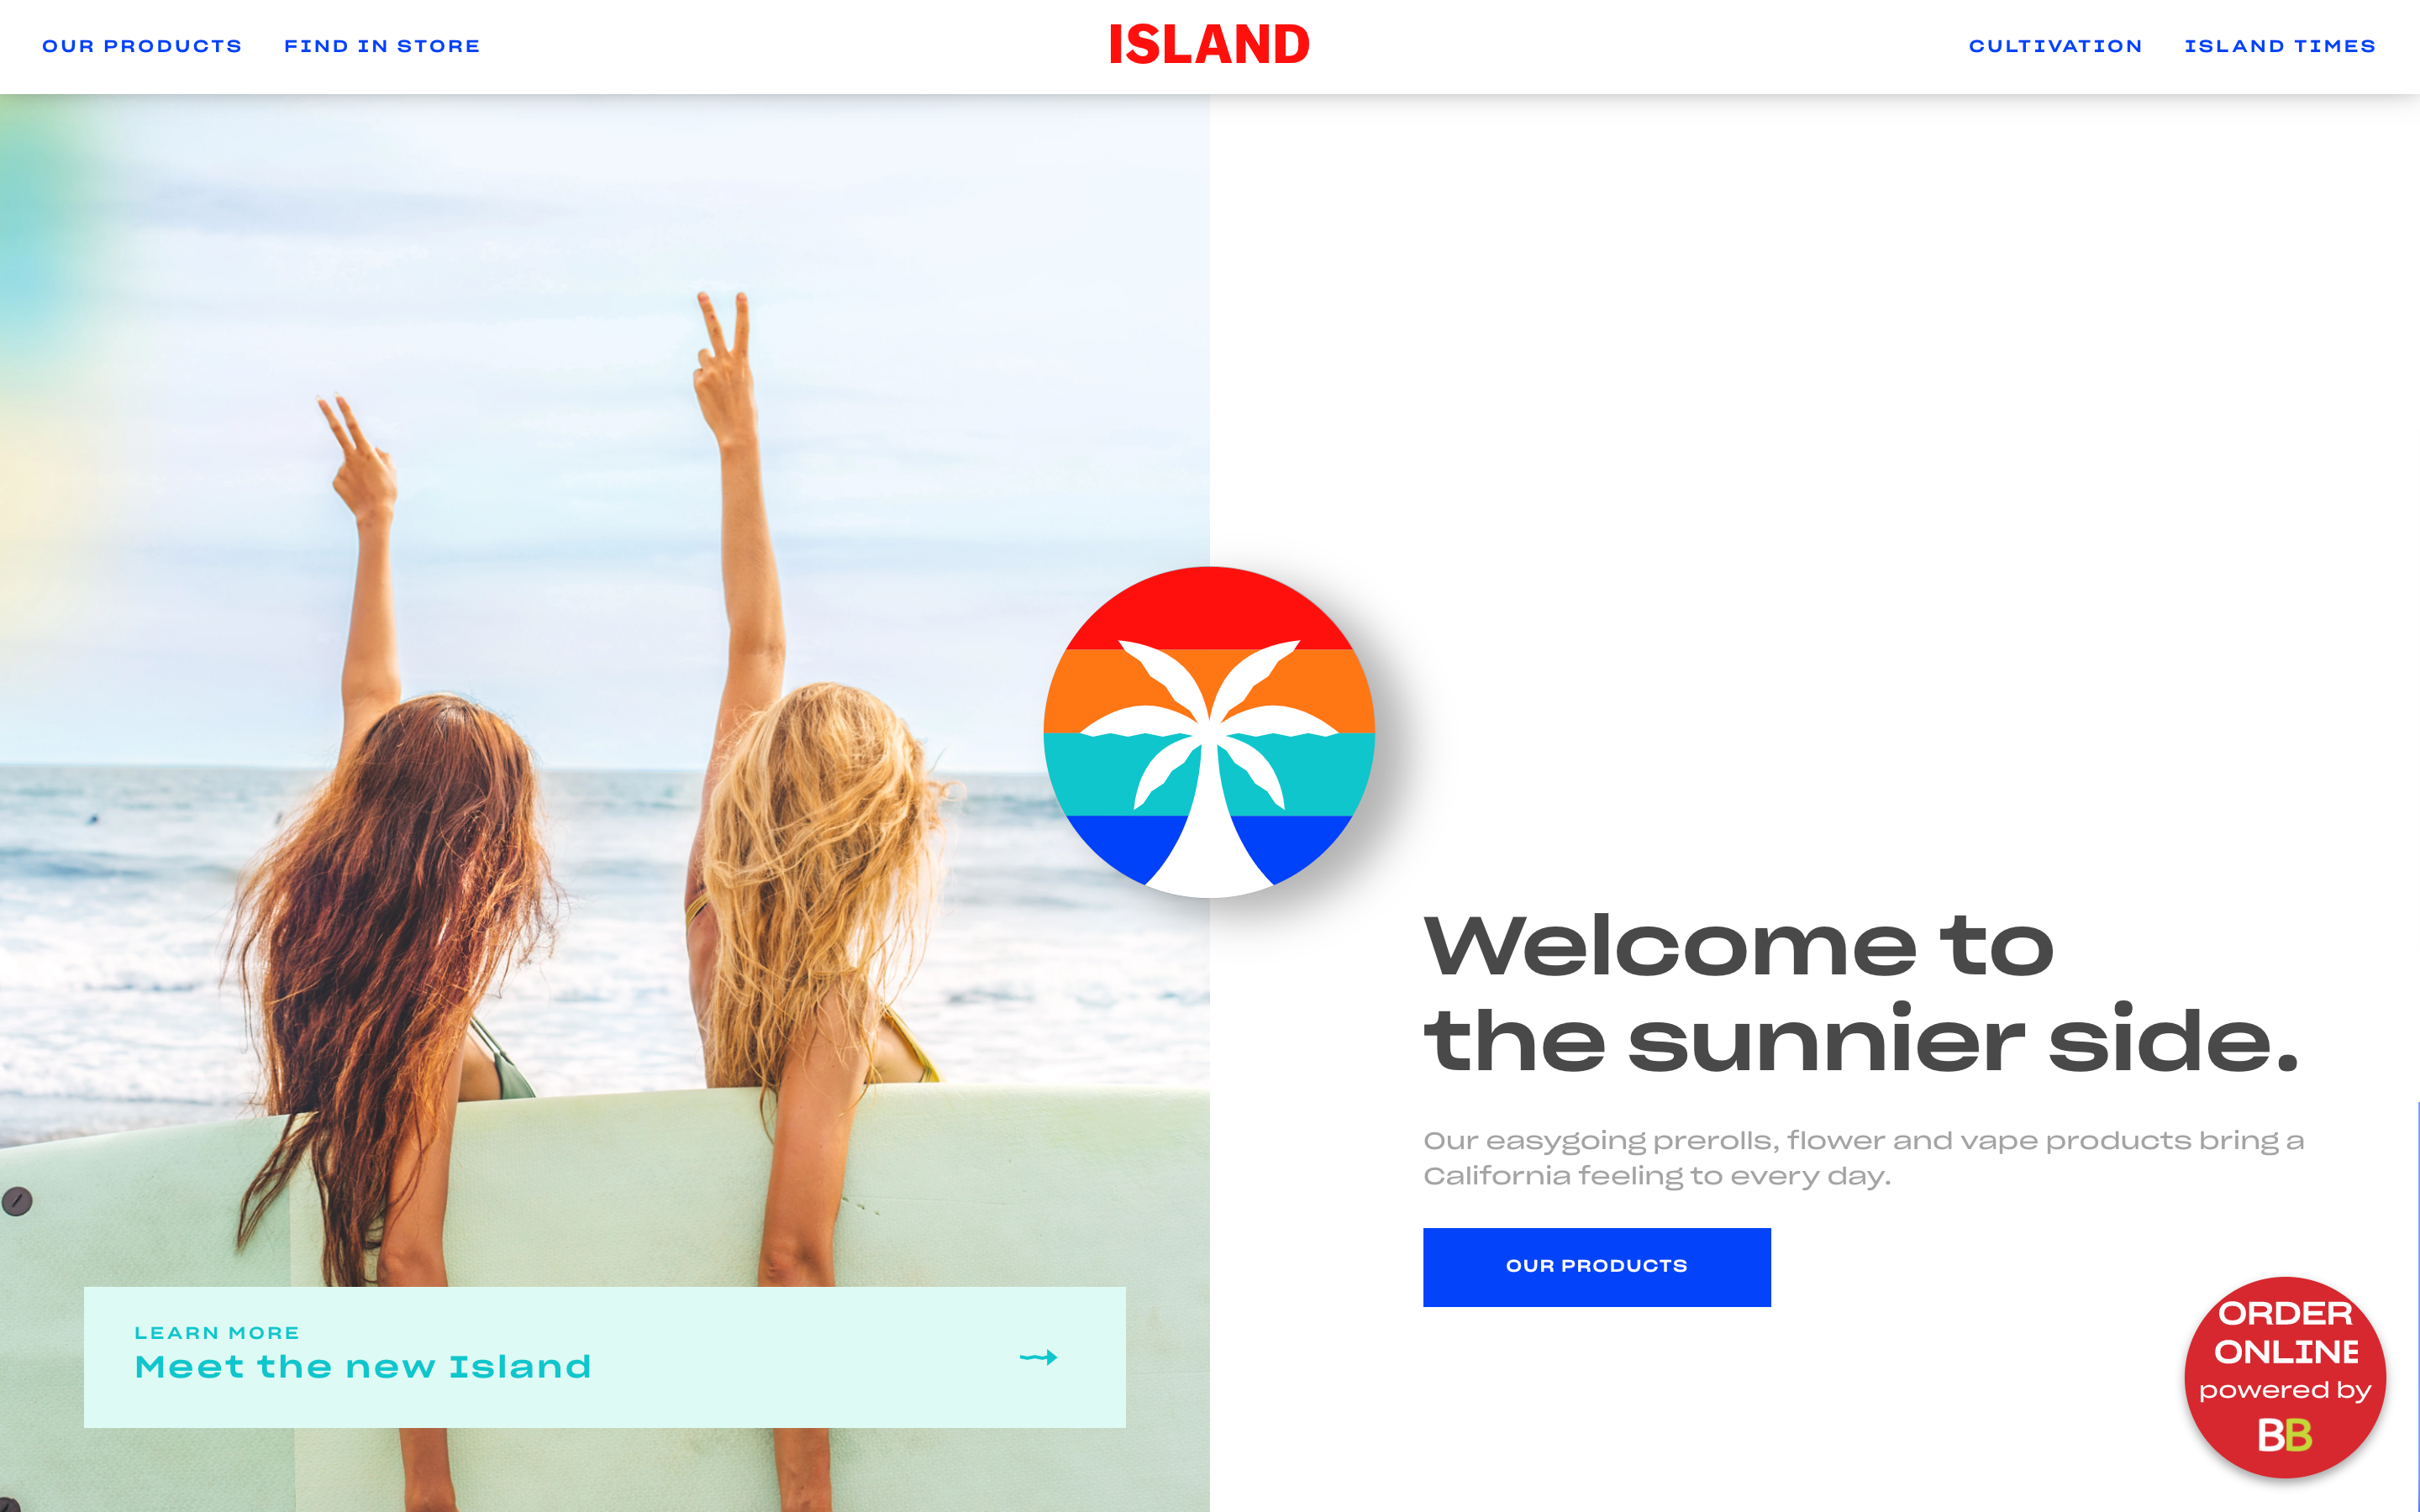 OUR PRODUCTS
FIND IN STORE
ISLAND
CULTIVATION
ISLAND TIMES
Welcome to
the sunnier side.
Our easygoing prerolls, flower and vape products bring a
California feeling to every day.
OUR PRODUCTS
LEARN MORE
Meet the new Island
ORDER
ONLINE
powered by
BB